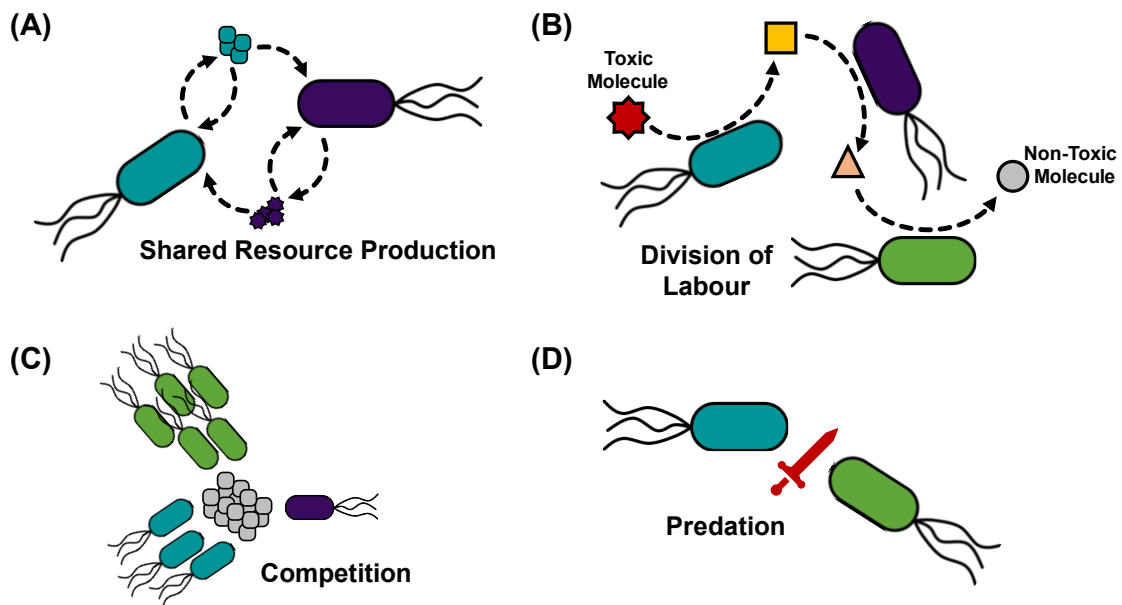 (A)
Shared Resource Production
(B)
Toxic
Molecule
Non-Toxic
Molecule
Division of
Labour
(C)
Competition
(D)
Predation